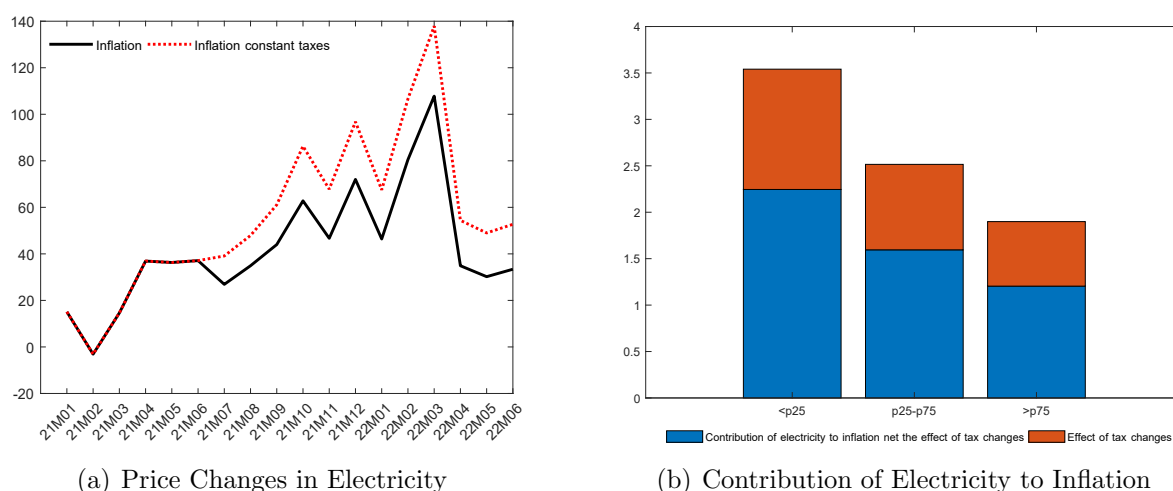 140
120
100
80
60
40
20
0
-20
Inflation
Inflation constant taxes
21M01
21M02
21M03
21M04
21M05
21M06
21M07
21M08
21M09
21M10
21M11
21M12
22M01
22M02
22M03
22M04
22M05
22M06
(a) Price Changes in Electricity
4
3.5
3
2.5
2
1.5
1
0.5
0
<p25
p25-p75
>p75
Contribution of electricity to inflation net the effect of tax changes
Effect of tax changes
(b) Contribution of Electricity to Inflation